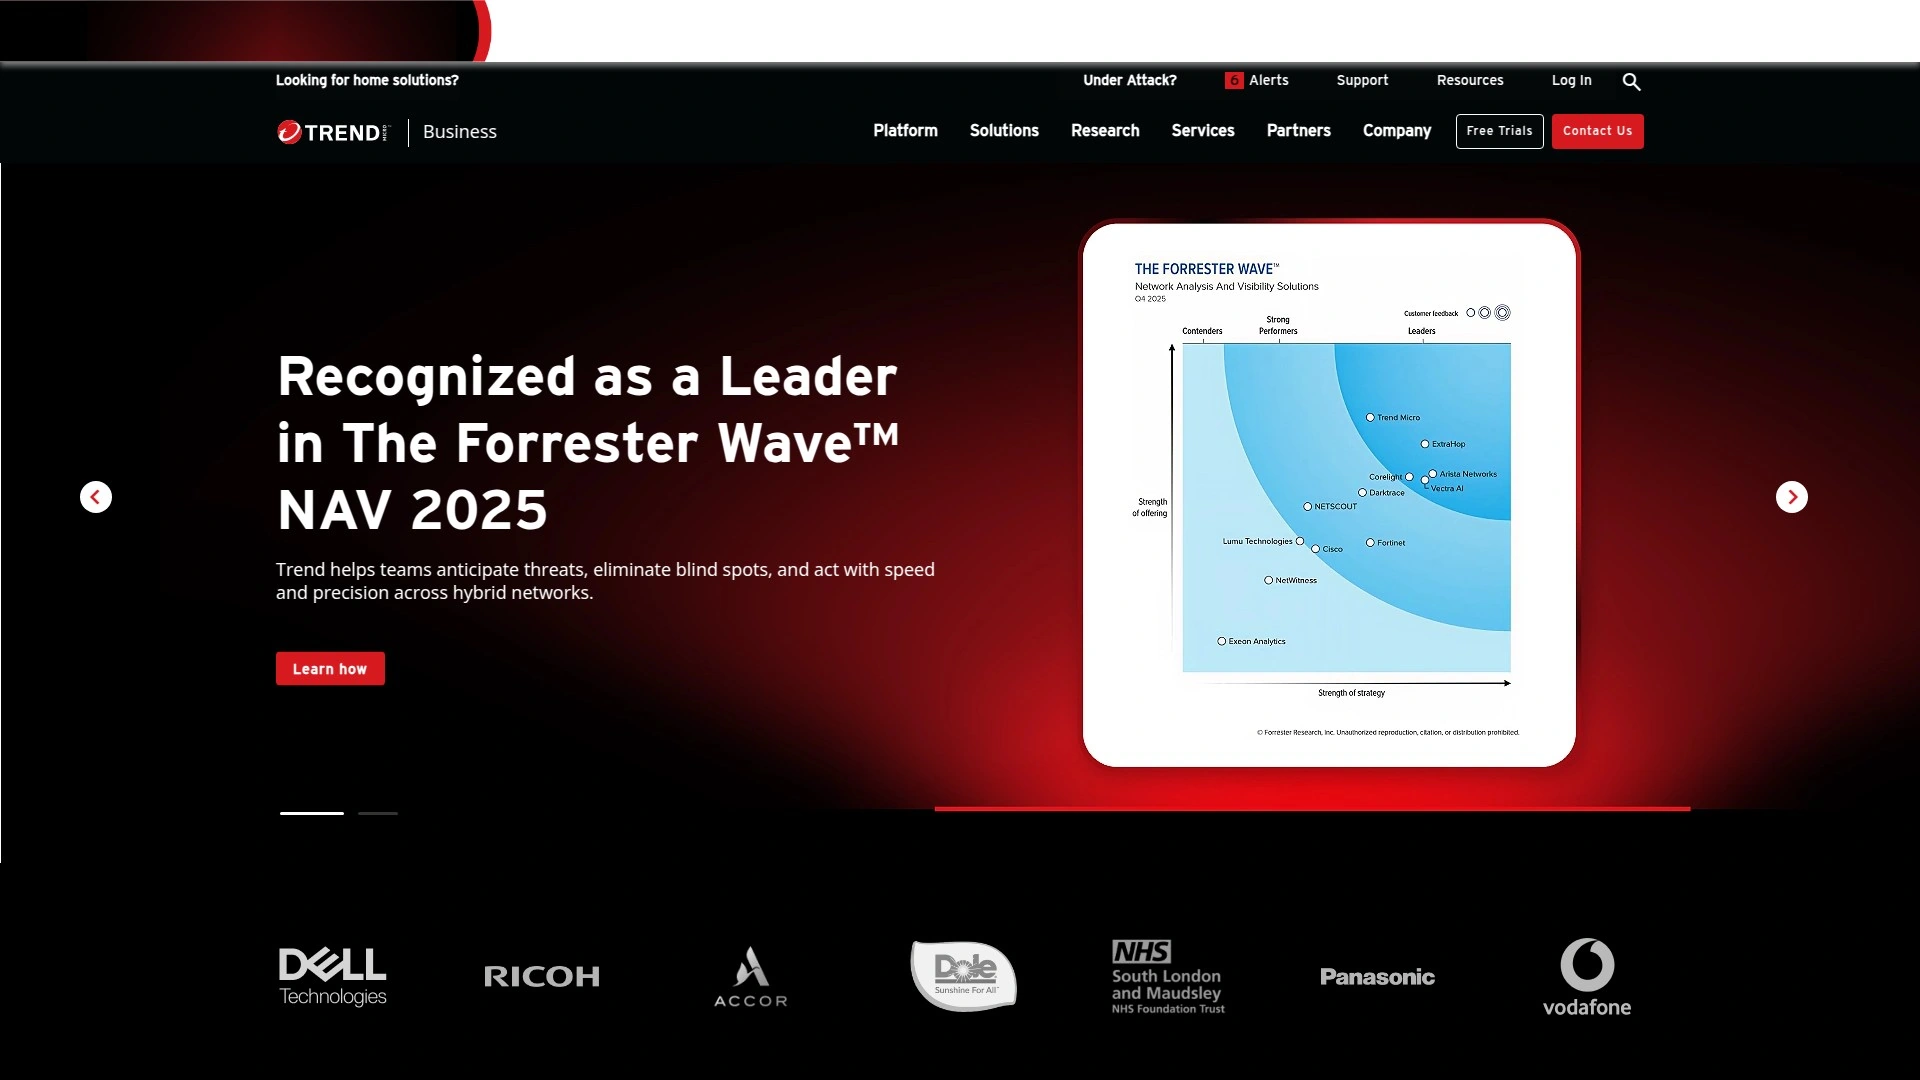 Looking for home solutions?
Under Attack?
6 Alerts
Support
Resources
Log In
TREND MICRO
Business
Platform
Solutions
Research
Services
Partners
Company
Free Trials
Contact Us
Recognized as a Leader
in The Forrester Wave™
NAV 2025
Trend helps teams anticipate threats, eliminate blind spots, and act with speed
and precision across hybrid networks.
Learn how
THE FORRESTER WAVE™
Network Analysis And Visibility Solutions
Q4 2025
Customer feedback
Contenders
Strong
Performers
Leaders
Trend Micro
ExtraHop
Corelight
Arista Networks
Vectra AI
Darktrace
NETSCOUT
Strength
of offering
Lumu Technologies
Cisco
Fortinet
NetWitness
Exeon Analytics
Strength of strategy
© Forrester Research, Inc. Unauthorized reproduction, citation, or distribution prohibited.
DELL
Technologies
RICOH
ACCOR
Dole
Sunshine For All™
NHS
South London
and Maudsley
NHS Foundation Trust
Panasonic
vodafone